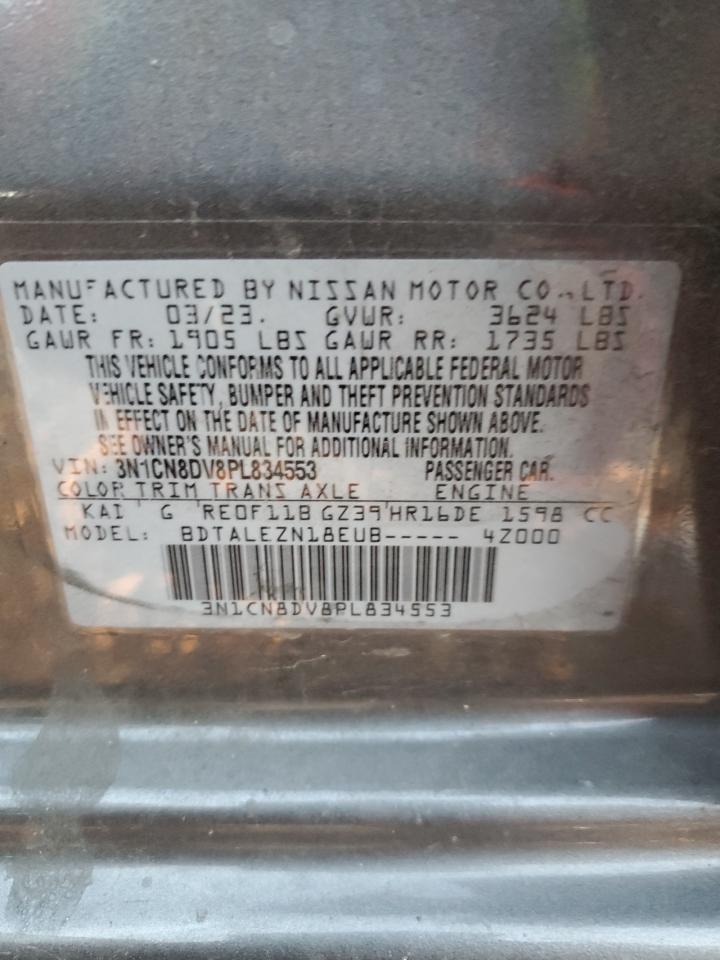 MANUFACTURED BY NISSAN MOTOR CO., LTD.
DATE: 03/23. GVWR: 3624 LBS
GAWR FR: 1905 LBS GAWR RR: 1735 LBS
THIS VEHICLE CONFORMS TO ALL APPLICABLE FEDERAL MOTOR
VEHICLE SAFETY, BUMPER AND THEFT PREVENTION STANDARDS
IN EFFECT ON THE DATE OF MANUFACTURE SHOWN ABOVE.
SEE OWNER'S MANUAL FOR ADDITIONAL INFORMATION.
VIN: 3N1CN8DV8PL834553 PASSENGER CAR.
COLOR TRIM TRANS AXLE ENGINE
KAD G RE0F11B GZ39 HR16DE 1598 CC
MODEL: BDTALEZN18EUB----- 4Z000
3N1CN8DV8PL834553